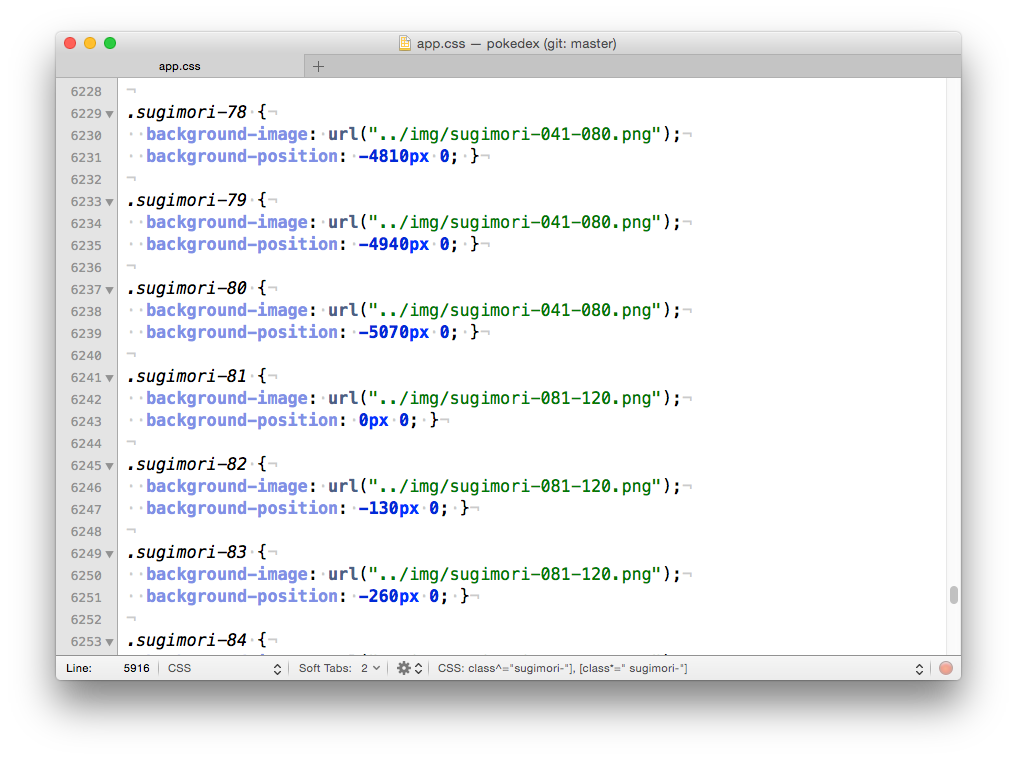 app.css — pokedex (git: master)
app.css +
6228 ¬
6229 ▼ .sugimori-78·{¬
6230 ··background-image:·url("../img/sugimori-041-080.png");¬
6231 ··background-position:·-4810px·0;·}¬
6232 ¬
6233 ▼ .sugimori-79·{¬
6234 ··background-image:·url("../img/sugimori-041-080.png");¬
6235 ··background-position:·-4940px·0;·}¬
6236 ¬
6237 ▼ .sugimori-80·{¬
6238 ··background-image:·url("../img/sugimori-041-080.png");¬
6239 ··background-position:·-5070px·0;·}¬
6240 ¬
6241 ▼ .sugimori-81·{¬
6242 ··background-image:·url("../img/sugimori-081-120.png");¬
6243 ··background-position:·0px·0;·}¬
6244 ¬
6245 ▼ .sugimori-82·{¬
6246 ··background-image:·url("../img/sugimori-081-120.png");¬
6247 ··background-position:·-130px·0;·}¬
6248 ¬
6249 ▼ .sugimori-83·{¬
6250 ··background-image:·url("../img/sugimori-081-120.png");¬
6251 ··background-position:·-260px·0;·}¬
6252 ¬
6253 ▼ .sugimori-84·{¬
Line: 5916 CSS Soft Tabs: 2 CSS: class^="sugimori-"], [class*=" sugimori-"]